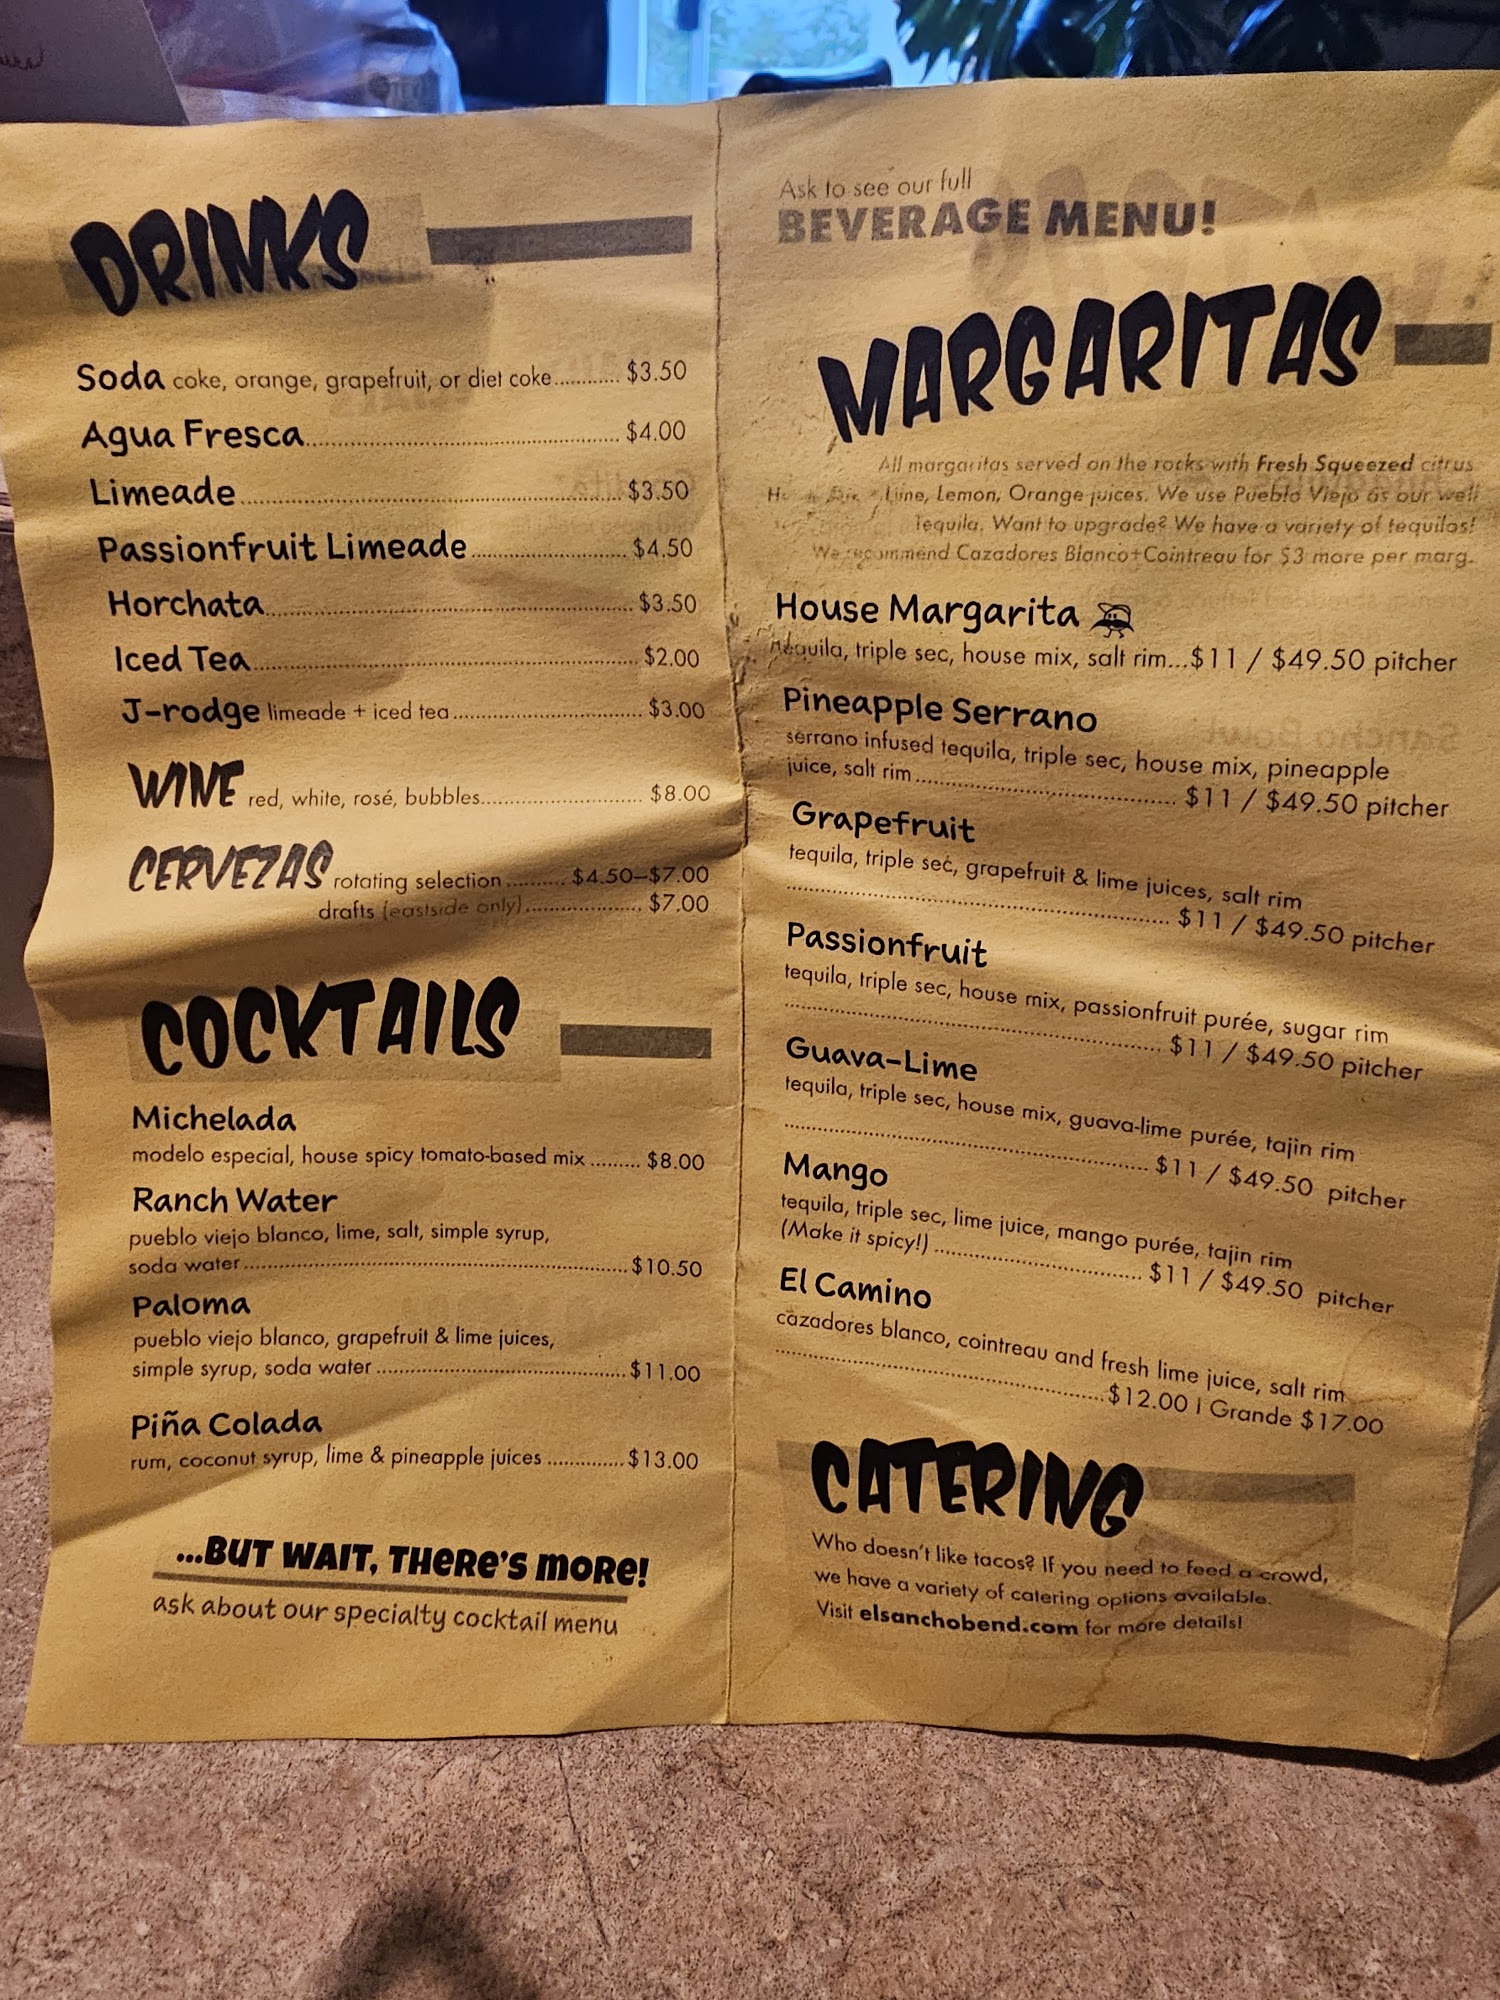 DRINKS
Soda coke, orange, grapefruit, or diet coke........... $3.50
Agua Fresca.................................................. $4.00
Limeade.......................................................... $3.50
Passionfruit Limeade........................... $4.50
Horchata........................................................ $3.50
Iced Tea.......................................................... $2.00
J-rodge limeade + iced tea................................ $3.00
WINE red, white, rosé, bubbles........................... $8.00
CERVEZAS rotating selection .......... $4.50–$7.00
drafts (eastside only).................... $7.00
COCKTAILS
Michelada
modelo especial, house spicy tomato-based mix ......... $8.00
Ranch Water
pueblo viejo blanco, lime, salt, simple syrup,
soda water................................................................. $10.50
Paloma
pueblo viejo blanco, grapefruit & lime juices,
simple syrup, soda water ........................................... $11.00
Piña Colada
rum, coconut syrup, lime & pineapple juices ............. $13.00
...BUT WAIT, THERE'S MORE!
ask about our specialty cocktail menu
Ask to see our full
BEVERAGE MENU!
MARGARITAS
All margaritas served on the rocks with Fresh Squeezed citrus
Lime, Lemon, Orange juices. We use Pueblo Viejo as our well
Tequila. Want to upgrade? We have a variety of tequilas!
We recommend Cazadores Blanco+Cointreau for $3 more per marg.
House Margarita
tequila, triple sec, house mix, salt rim...$11 / $49.50 pitcher
Pineapple Serrano
serrano infused tequila, triple sec, house mix, pineapple
juice, salt rim ........................................ $11 / $49.50 pitcher
Grapefruit
tequila, triple sec, grapefruit & lime juices, salt rim
............................................................ $11 / $49.50 pitcher
Passionfruit
tequila, triple sec, house mix, passionfruit purée, sugar rim
............................................................ $11 / $49.50 pitcher
Guava-Lime
tequila, triple sec, house mix, guava-lime purée, tajin rim
............................................................ $11 / $49.50 pitcher
Mango
tequila, triple sec, lime juice, mango purée, tajin rim
(Make it spicy!) ................................ $11 / $49.50 pitcher
El Camino
cazadores blanco, cointreau and fresh lime juice, salt rim
......................................................$12.00 | Grande $17.00
CATERING
Who doesn't like tacos? If you need to feed a crowd,
we have a variety of catering options available.
Visit elsanchobend.com for more details!